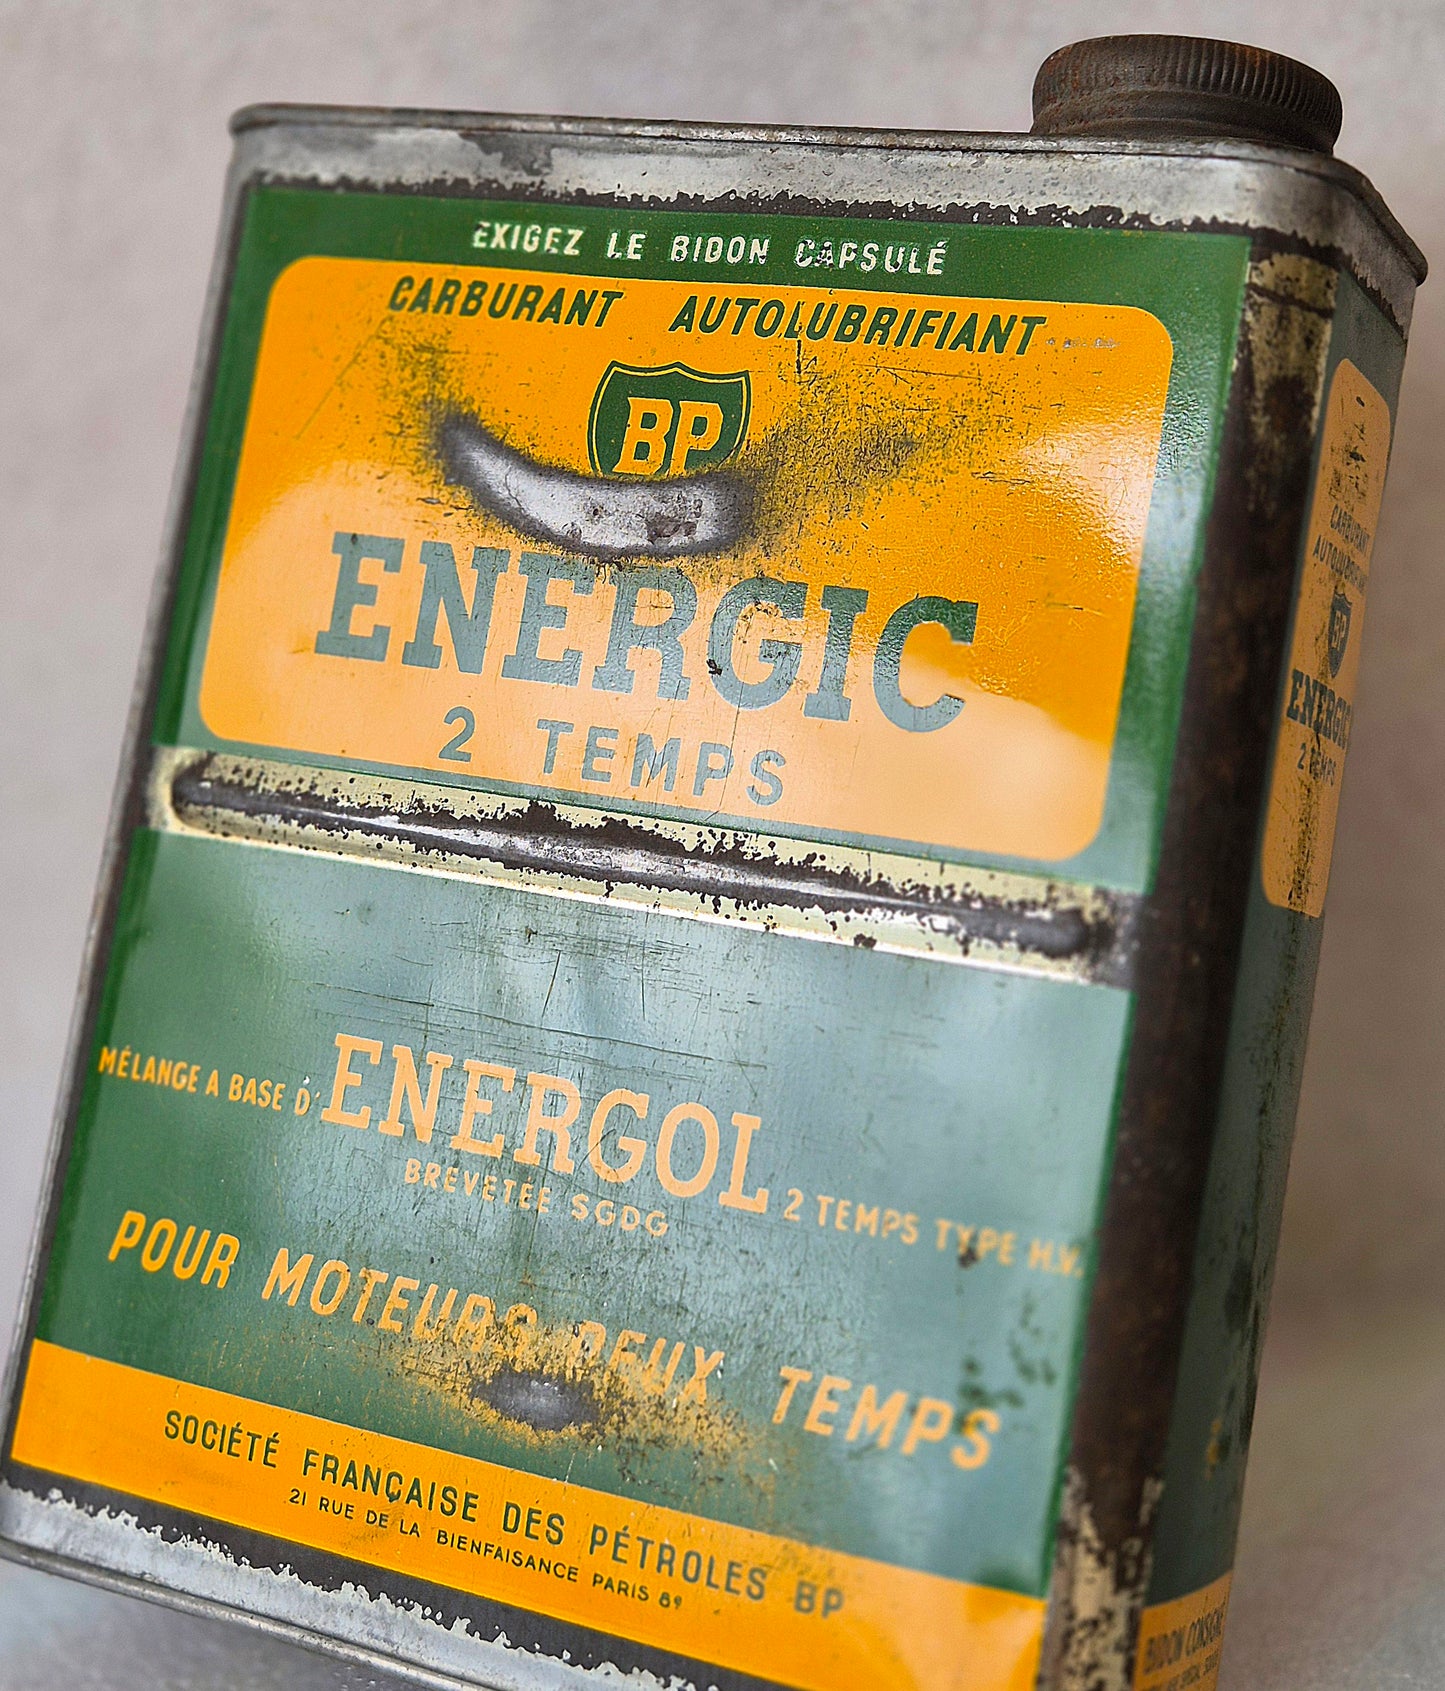 EXIGEZ LE BIDON CAPSULÉ
CARBURANT AUTOLUBRIFIANT
BP
ENERGIC
2 TEMPS
MÉLANGE A BASE D'ENERGOL 2 TEMPS TYPE H.V.
BREVETÉE SGDG
POUR MOTEURS DEUX TEMPS
SOCIÉTÉ FRANÇAISE DES PÉTROLES BP
21 RUE DE LA BIENFAISANCE PARIS 8e
CARBURANT
AUTOLUBRIFIANT
BP
ENERGIC
2 TEMPS
BIDON CONSIGNÉ